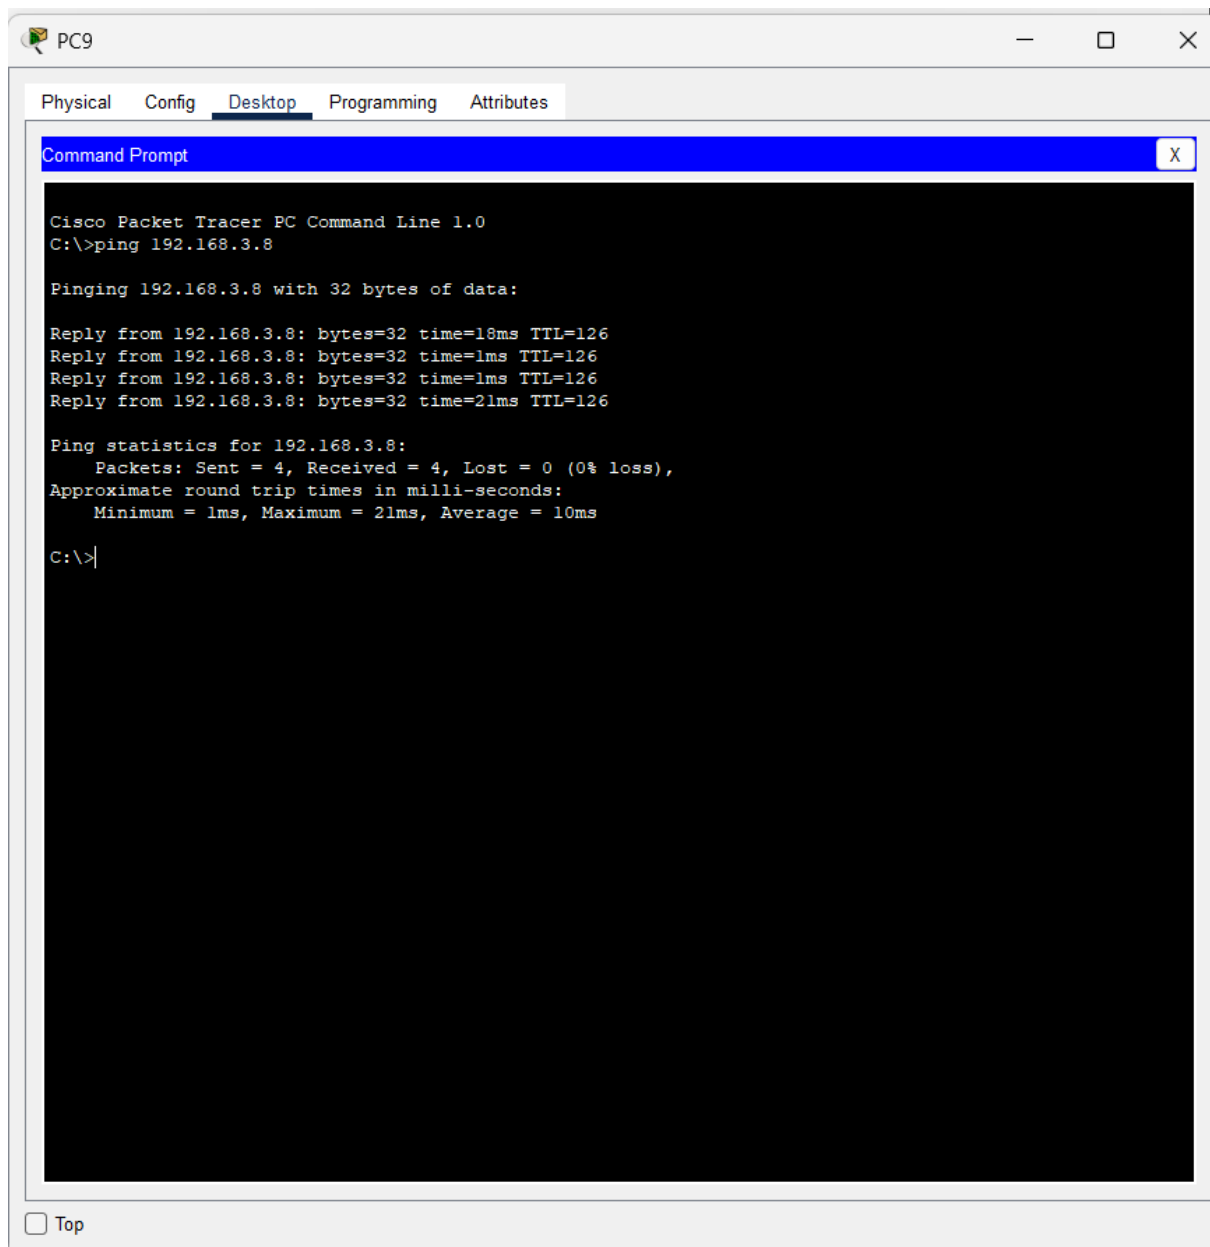 PC9
Physical Config Desktop Programming Attributes
Command Prompt X
Cisco Packet Tracer PC Command Line 1.0
C:\>ping 192.168.3.8
Pinging 192.168.3.8 with 32 bytes of data:
Reply from 192.168.3.8: bytes=32 time=18ms TTL=126
Reply from 192.168.3.8: bytes=32 time=1ms TTL=126
Reply from 192.168.3.8: bytes=32 time=1ms TTL=126
Reply from 192.168.3.8: bytes=32 time=21ms TTL=126
Ping statistics for 192.168.3.8:
Packets: Sent = 4, Received = 4, Lost = 0 (0% loss),
Approximate round trip times in milli-seconds:
Minimum = 1ms, Maximum = 21ms, Average = 10ms
C:\>
Top